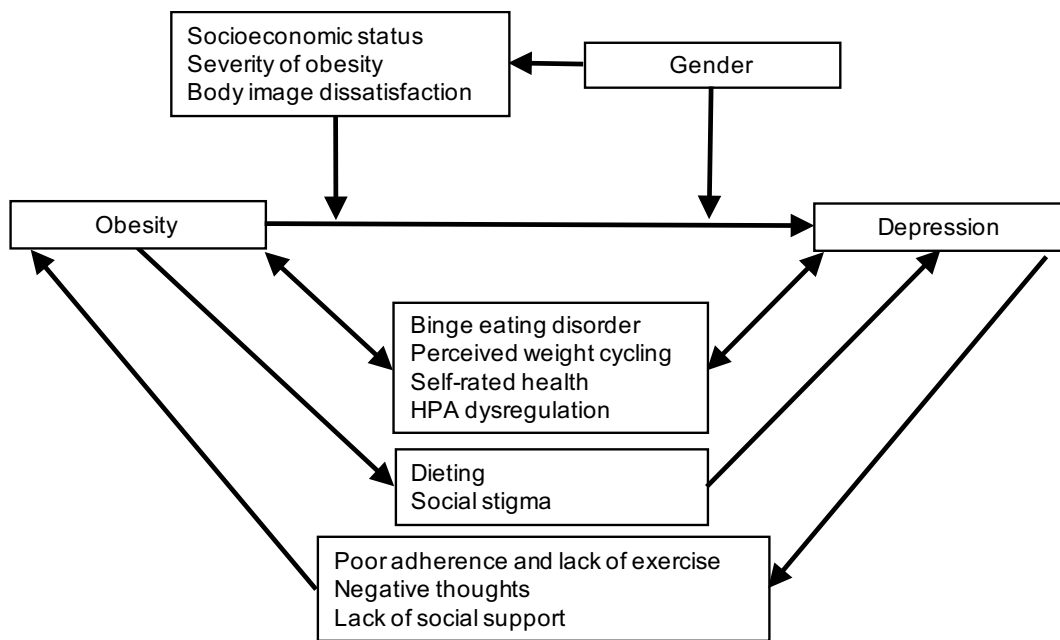 Socioeconomic status
Severity of obesity
Body image dissatisfaction
Gender
Obesity
Depression
Binge eating disorder
Perceived weight cycling
Self-rated health
HPA dysregulation
Dieting
Social stigma
Poor adherence and lack of exercise
Negative thoughts
Lack of social support